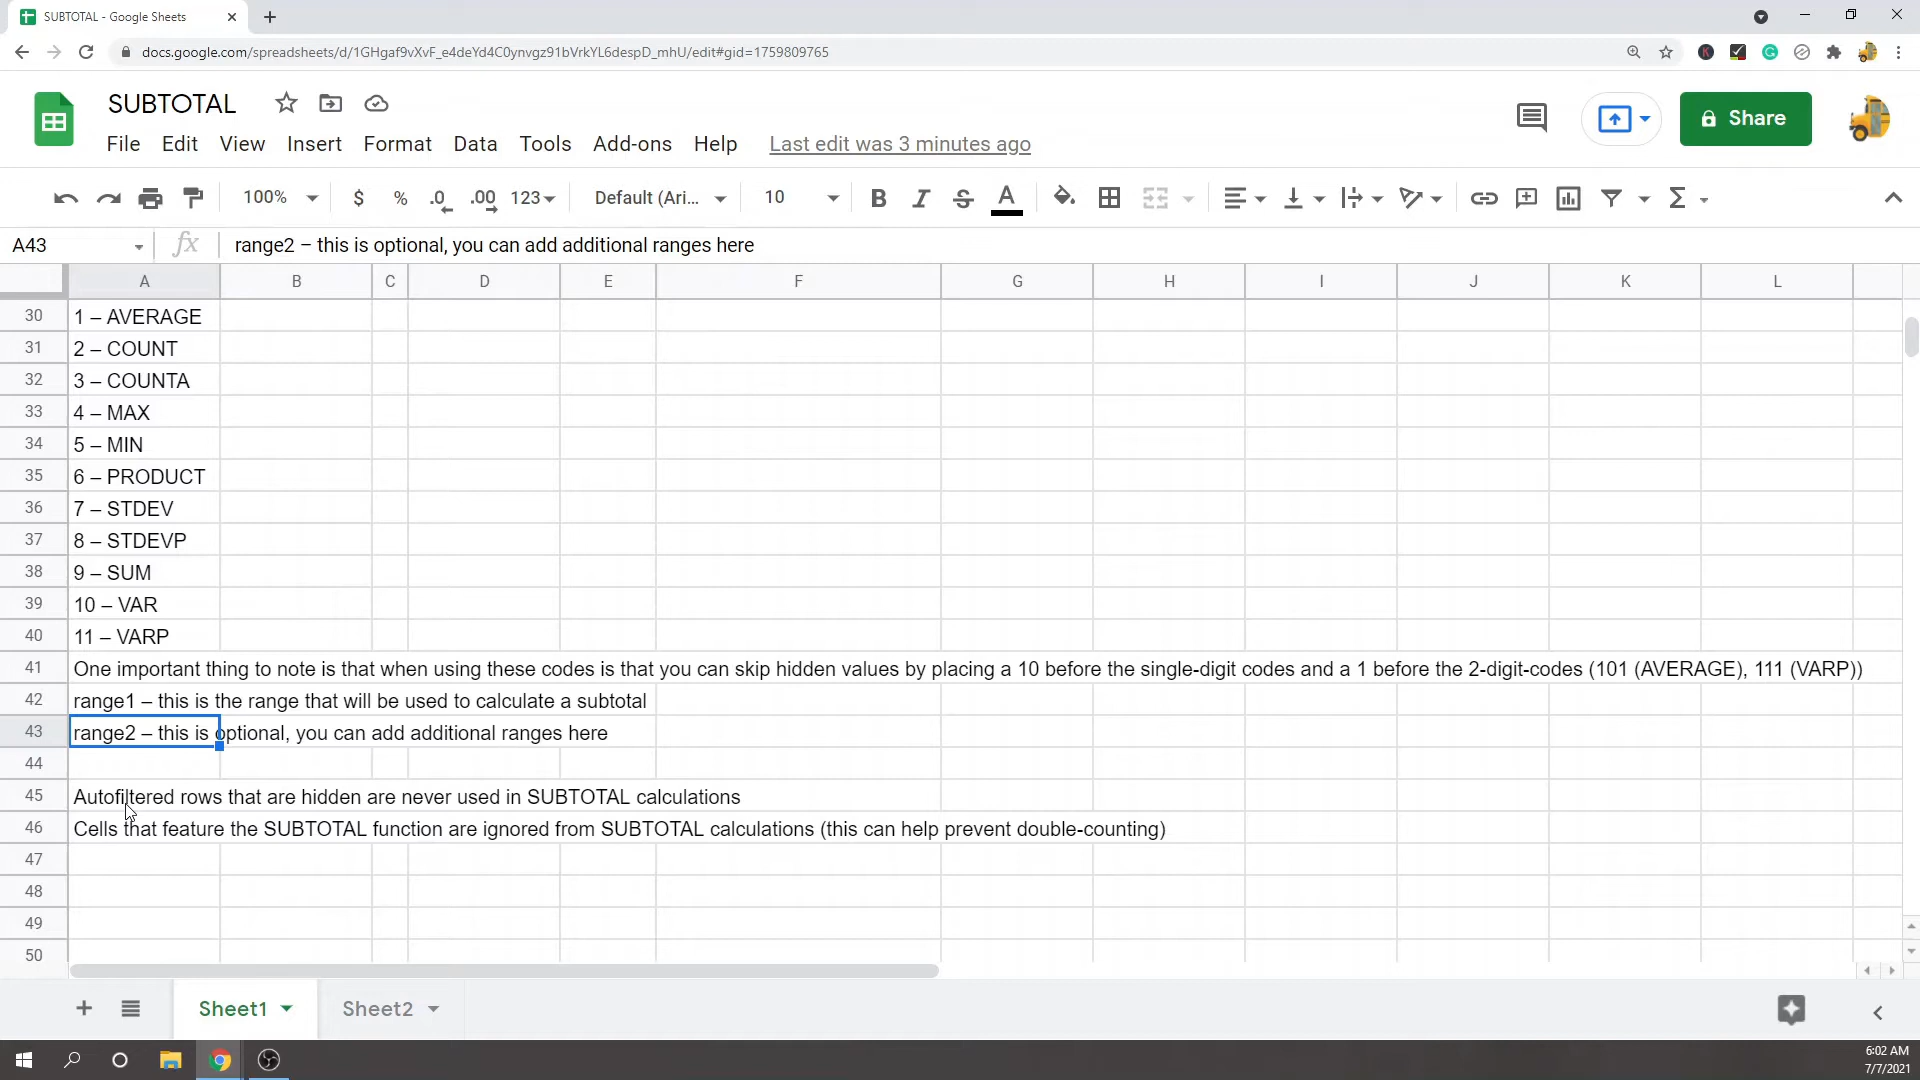 SUBTOTAL - Google Sheets
docs.google.com/spreadsheets/d/1GHgaf9vXvF_e4deYd4C0ynvgz91bVrkYL6despD_mhU/edit#gid=1759809765
SUBTOTAL
File Edit View Insert Format Data Tools Add-ons Help Last edit was 3 minutes ago
Share
100% $ % .0 .00 123 Default (Ari... 10 B I S A
A43 fx range2 – this is optional, you can add additional ranges here
A B C D E F G H I J K L
30 1 – AVERAGE
31 2 – COUNT
32 3 – COUNTA
33 4 – MAX
34 5 – MIN
35 6 – PRODUCT
36 7 – STDEV
37 8 – STDEVP
38 9 – SUM
39 10 – VAR
40 11 – VARP
41 One important thing to note is that when using these codes is that you can skip hidden values by placing a 10 before the single-digit codes and a 1 before the 2-digit-codes (101 (AVERAGE), 111 (VARP))
42 range1 – this is the range that will be used to calculate a subtotal
43 range2 – this is optional, you can add additional ranges here
44
45 Autofiltered rows that are hidden are never used in SUBTOTAL calculations
46 Cells that feature the SUBTOTAL function are ignored from SUBTOTAL calculations (this can help prevent double-counting)
47
48
49
50
Sheet1 Sheet2
6:02 AM
7/7/2021